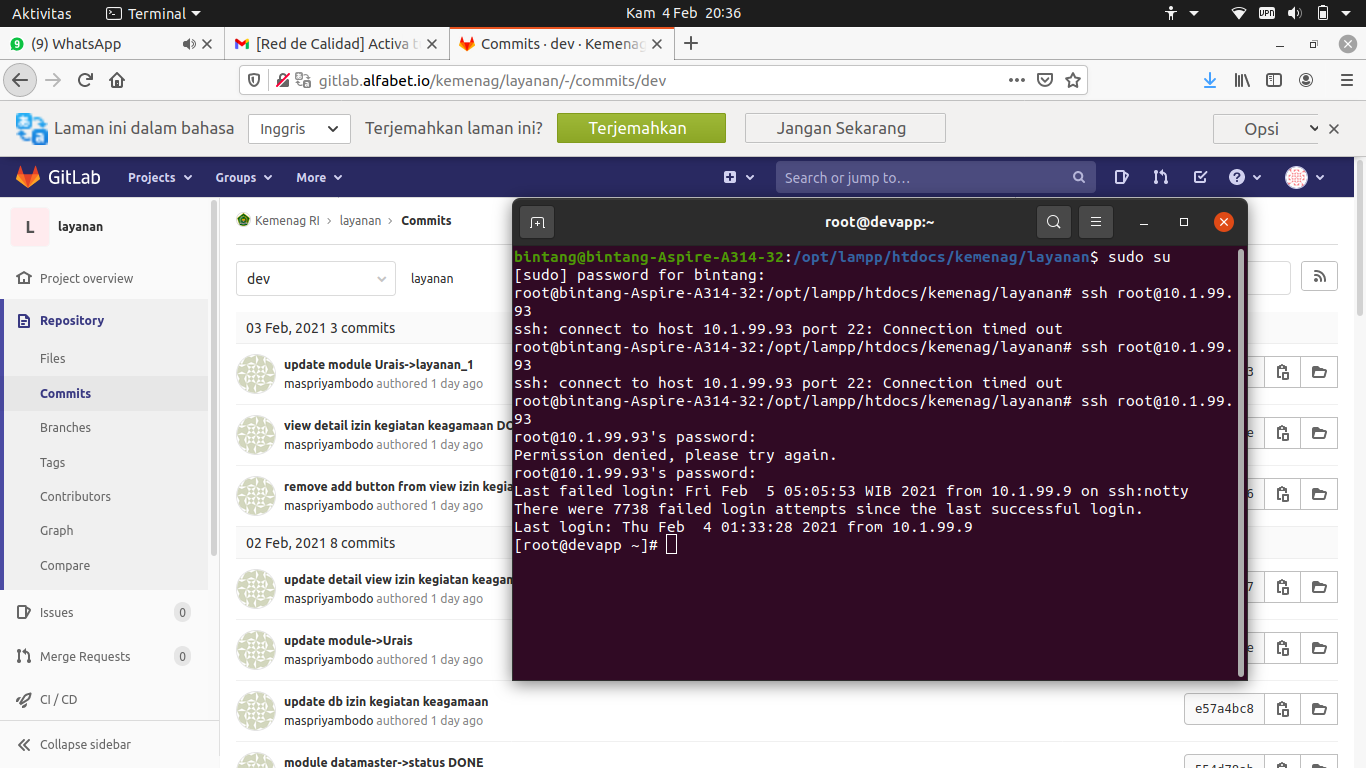 Aktivitas
Terminal
Kam 4 Feb 20:36
VPN
(9) WhatsApp
[Red de Calidad] Activa t
Commits · dev · Kemenag
gitlab.alfabet.io/kemenag/layanan/-/commits/dev
Laman ini dalam bahasa
Inggris
Terjemahkan laman ini?
Terjemahkan
Jangan Sekarang
Opsi
GitLab
Projects
Groups
More
Search or jump to…
L
layanan
Project overview
Repository
Files
Commits
Branches
Tags
Contributors
Graph
Compare
Issues
0
Merge Requests
0
CI / CD
Collapse sidebar
Kemenag RI › layanan › Commits
dev
layanan
03 Feb, 2021 3 commits
update module Urais->layanan_1
maspriyambodo authored 1 day ago
3
view detail izin kegiatan keagamaan DO
maspriyambodo authored 1 day ago
e
remove add button from view izin kegia
maspriyambodo authored 1 day ago
6
02 Feb, 2021 8 commits
update detail view izin kegiatan keagam
maspriyambodo authored 1 day ago
7
update module->Urais
maspriyambodo authored 1 day ago
e
update db izin kegiatan keagamaan
maspriyambodo authored 1 day ago
e57a4bc8
module datamaster->status DONE
root@devapp:~
bintang@bintang-Aspire-A314-32:/opt/lampp/htdocs/kemenag/layanan$ sudo su
[sudo] password for bintang:
root@bintang-Aspire-A314-32:/opt/lampp/htdocs/kemenag/layanan# ssh root@10.1.99.
93
ssh: connect to host 10.1.99.93 port 22: Connection timed out
root@bintang-Aspire-A314-32:/opt/lampp/htdocs/kemenag/layanan# ssh root@10.1.99.
93
ssh: connect to host 10.1.99.93 port 22: Connection timed out
root@bintang-Aspire-A314-32:/opt/lampp/htdocs/kemenag/layanan# ssh root@10.1.99.
93
root@10.1.99.93's password:
Permission denied, please try again.
root@10.1.99.93's password:
Last failed login: Fri Feb  5 05:05:53 WIB 2021 from 10.1.99.9 on ssh:notty
There were 7738 failed login attempts since the last successful login.
Last login: Thu Feb  4 01:33:28 2021 from 10.1.99.9
[root@devapp ~]#